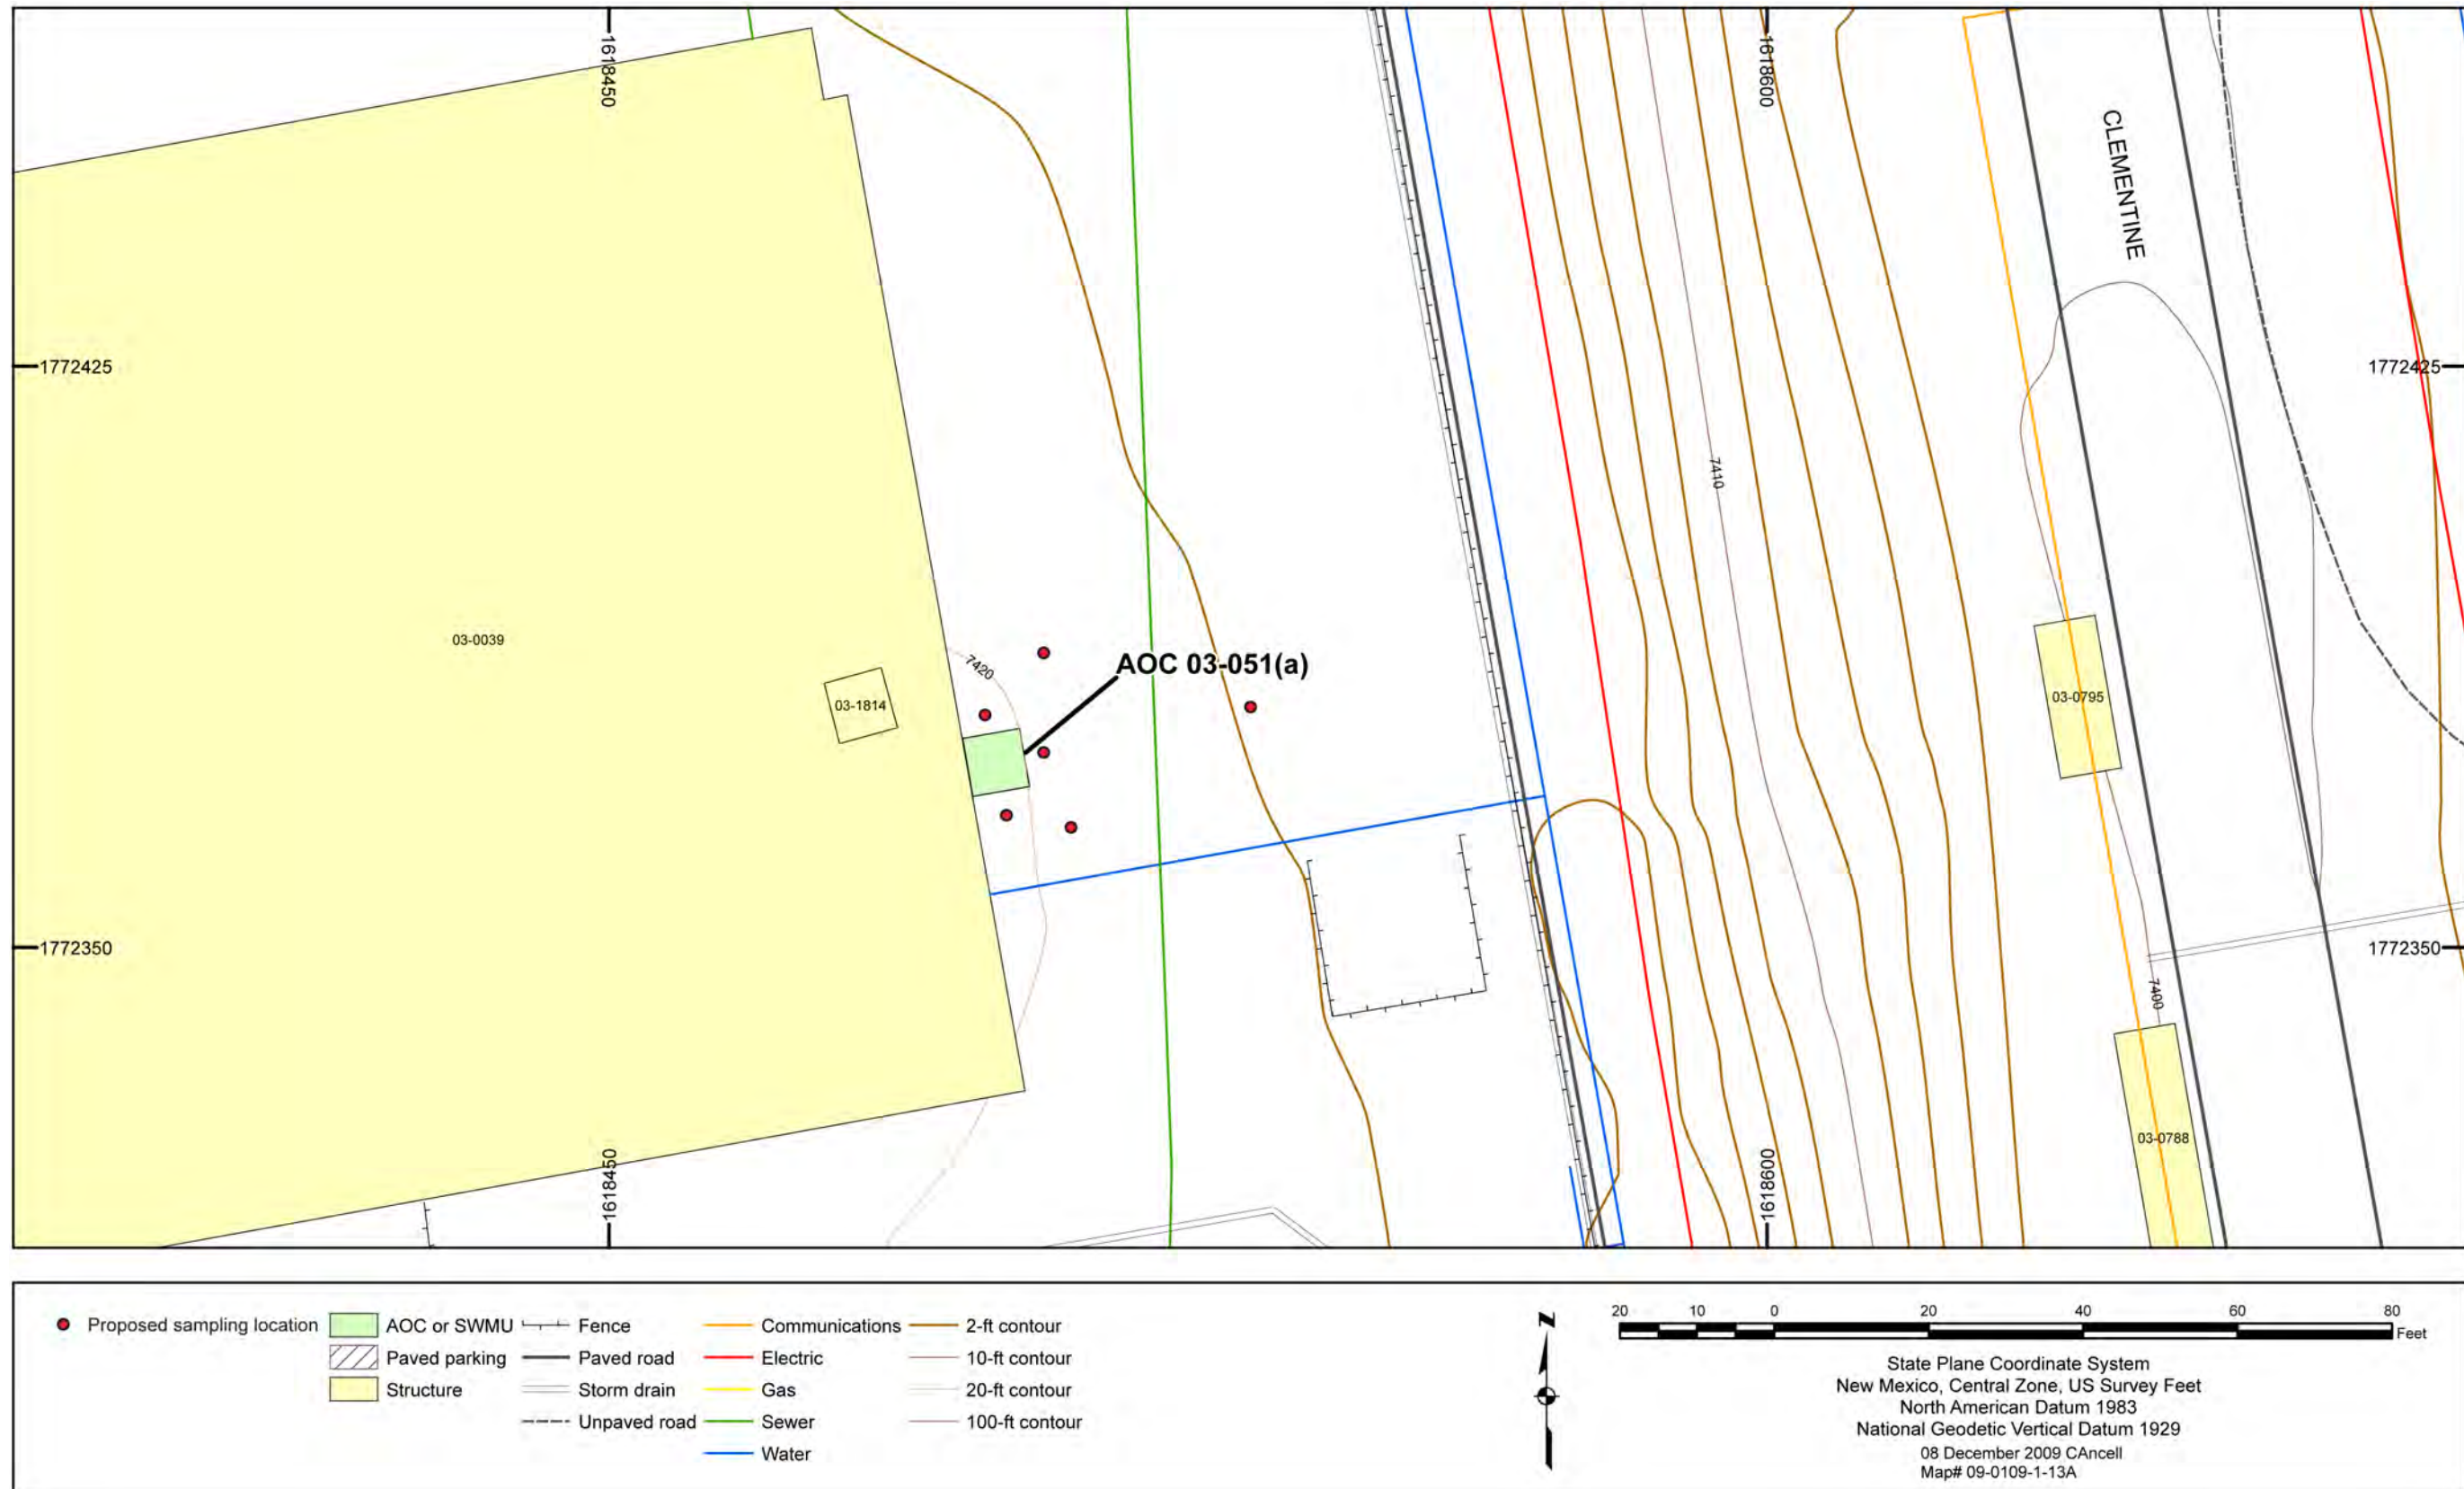 1618450
1618600
CLEMENTINE
1772425
1772425
7410
03-0039
7420
AOC 03-051(a)
03-1814
03-0795
1772350
1772350
7400
03-0788
1618450
1618600
Proposed sampling location
AOC or SWMU
Paved parking
Structure
Fence
Paved road
Storm drain
Unpaved road
Communications
Electric
Gas
Sewer
Water
2-ft contour
10-ft contour
20-ft contour
100-ft contour
N
20 10 0 20 40 60 80
Feet
State Plane Coordinate System
New Mexico, Central Zone, US Survey Feet
North American Datum 1983
National Geodetic Vertical Datum 1929
08 December 2009 CAncell
Map# 09-0109-1-13A